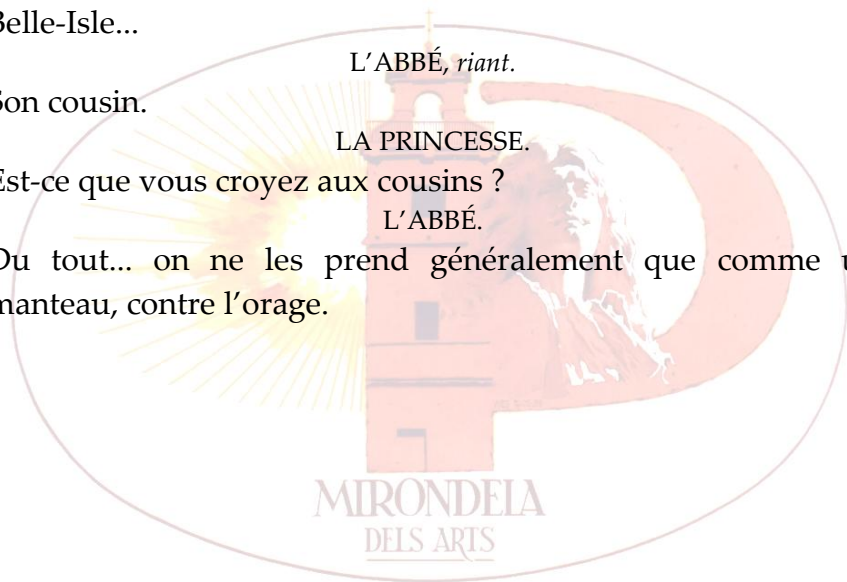 Belle-Isle...
L’ABBÉ, riant.
Son cousin.
LA PRINCESSE.
Est-ce que vous croyez aux cousins ?
L’ABBÉ.
Du tout... on ne les prend généralement que comme
manteau, contre l’orage.
MIRONDELA
DELS ARTS